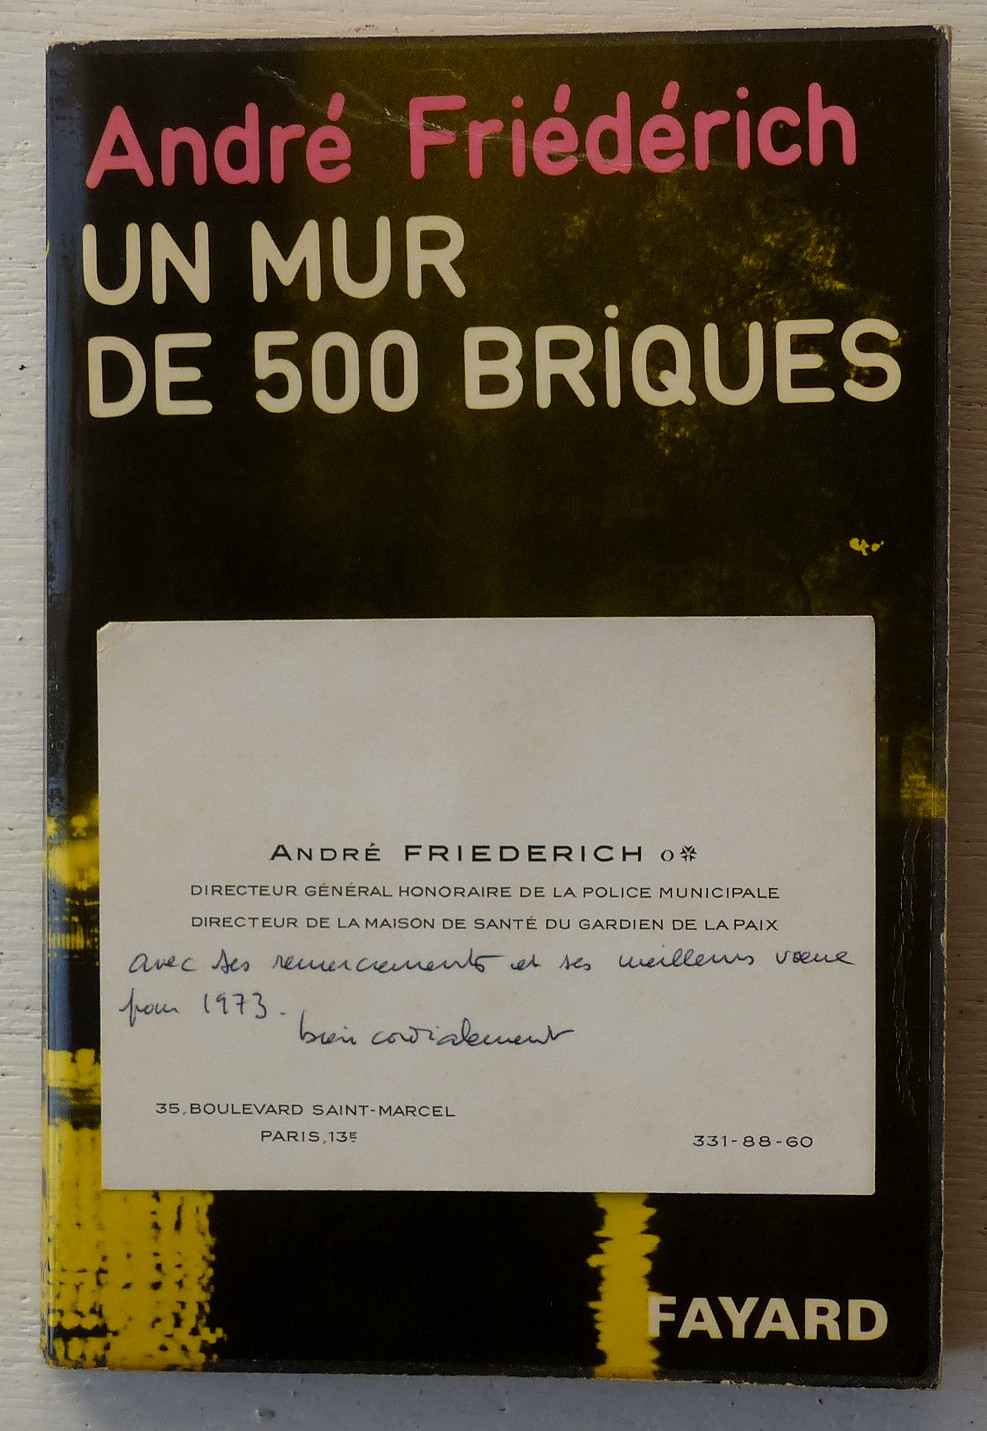 André Friédérich
UN MUR
DE 500 BRiQUES
ANDRÉ FRIEDERICH O
DIRECTEUR GÉNÉRAL HONORAIRE DE LA POLICE MUNICIPALE
DIRECTEUR DE LA MAISON DE SANTÉ DU GARDIEN DE LA PAIX
avec ses remerciements et ses meilleurs vœux
pour 1973.
bien cordialement
35, BOULEVARD SAINT-MARCEL
PARIS, 13E
331-88-60
FAYARD